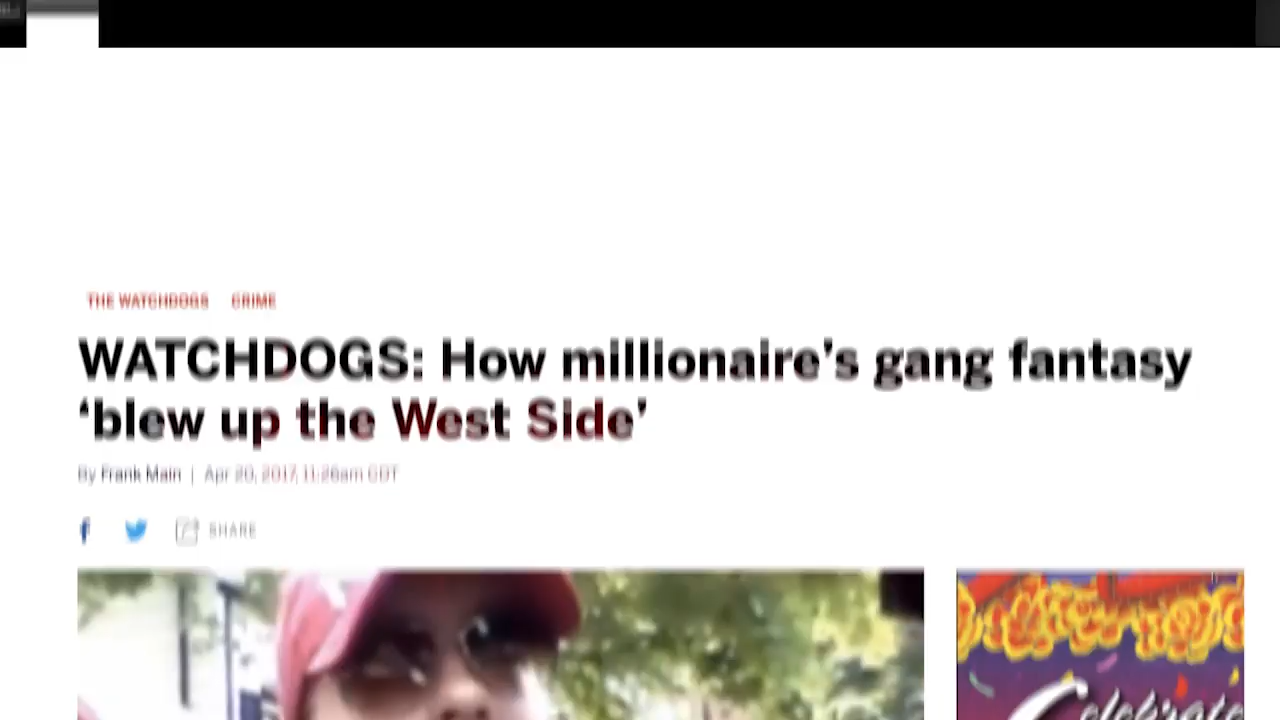 THE WATCHDOGS CRIME
WATCHDOGS: How millionaire's gang fantasy
‘blew up the West Side’
By Frank Main | Apr 20, 2017, 11:26am CDT
SHARE
Celebrate